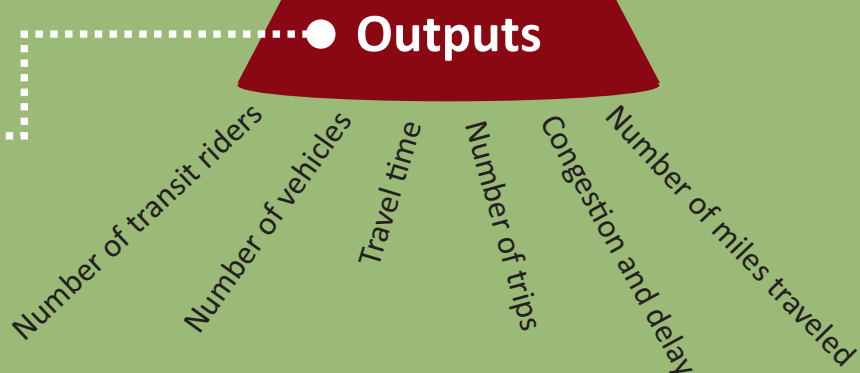 Outputs
Number of transit riders
Number of vehicles
Travel time
Number of trips
Congestion and delay
Number of miles traveled